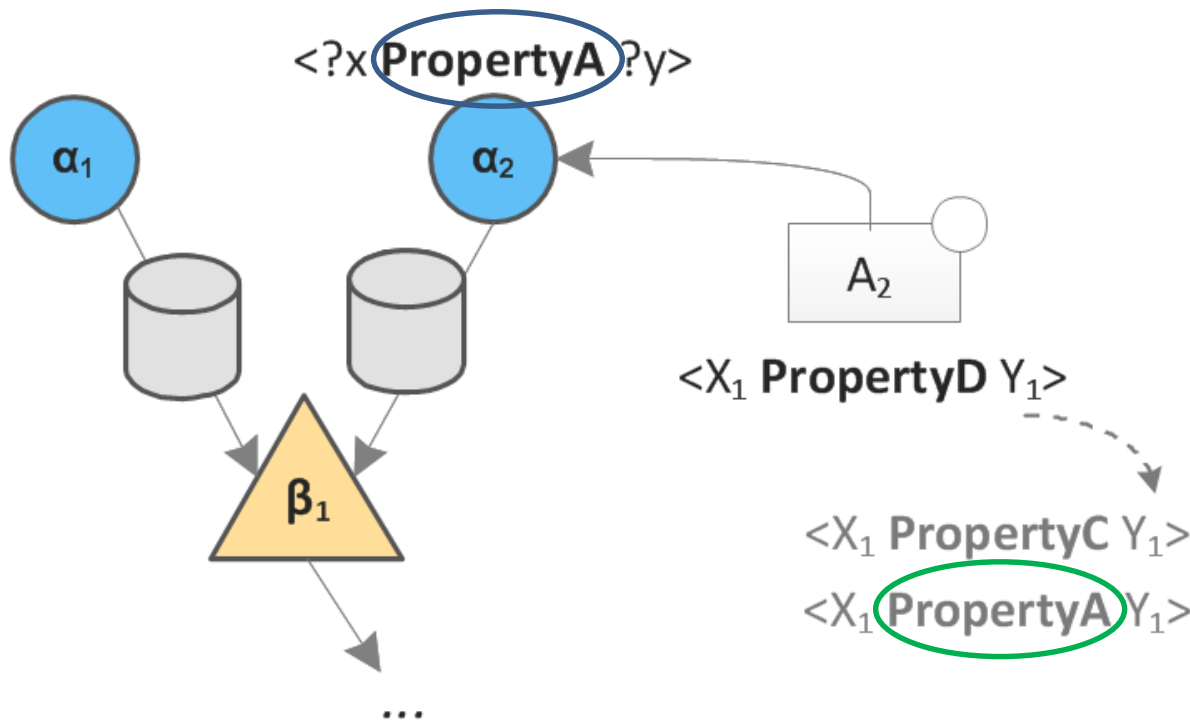 <?x PropertyA ?y>
α₁
α₂
A₂
<X₁ PropertyD Y₁>
β₁
<X₁ PropertyC Y₁>
<X₁ PropertyA Y₁>
...